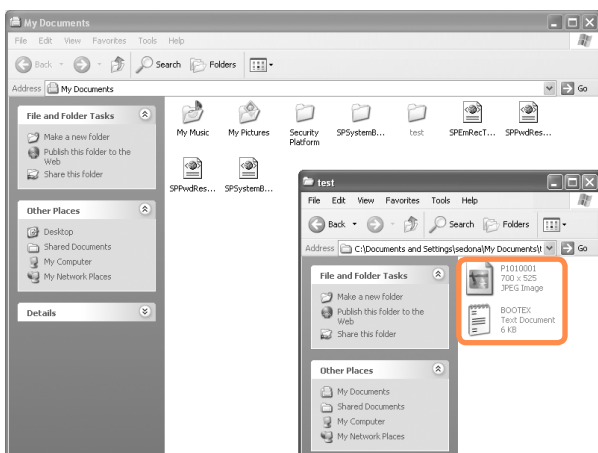 My Documents
File Edit View Favorites Tools Help
Back Search Folders
Address My Documents Go
File and Folder Tasks
Make a new folder
Publish this folder to the
Web
Share this folder
Other Places
Desktop
Shared Documents
My Computer
My Network Places
Details
My Music My Pictures Security
Platform SPSystemB... test SPEmRecT... SPPwdRes...
SPPwdRes... SPSystemB...
test
File Edit View Favorites Tools Help
Back Search Folders
Address C:\Documents and Settings\sedona\My Documents\t Go
File and Folder Tasks
Make a new folder
Publish this folder to the
Web
Share this folder
Other Places
My Documents
Shared Documents
My Computer
My Network Places
P1010001
700 x 525
JPEG Image
BOOTEX
Text Document
6 KB